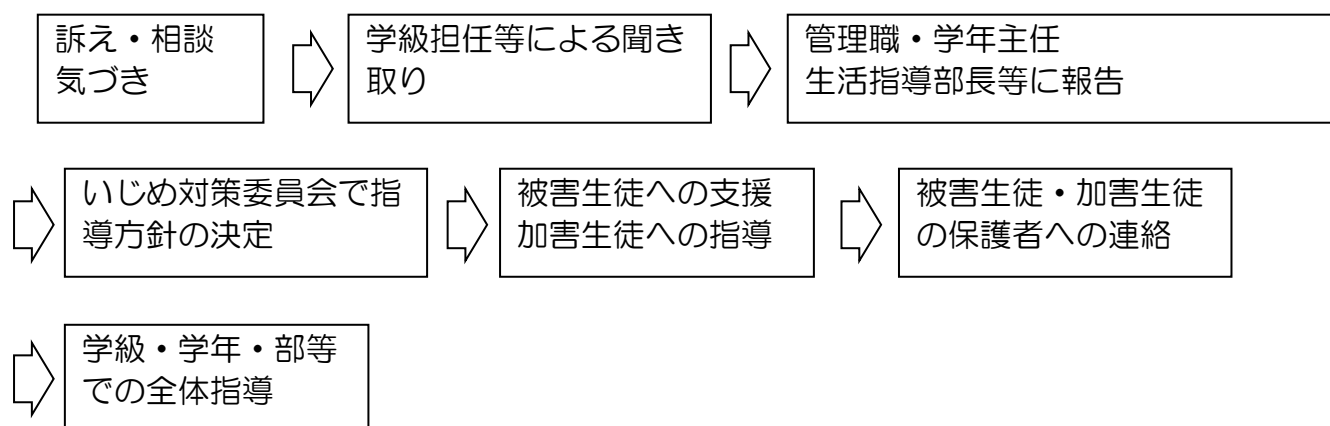 訴え・相談
気づき
学級担任等による聞き
取り
管理職・学年主任
生活指導部長等に報告
いじめ対策委員会で指
導方針の決定
被害生徒への支援
加害生徒への指導
被害生徒・加害生徒
の保護者への連絡
学級・学年・部等
での全体指導